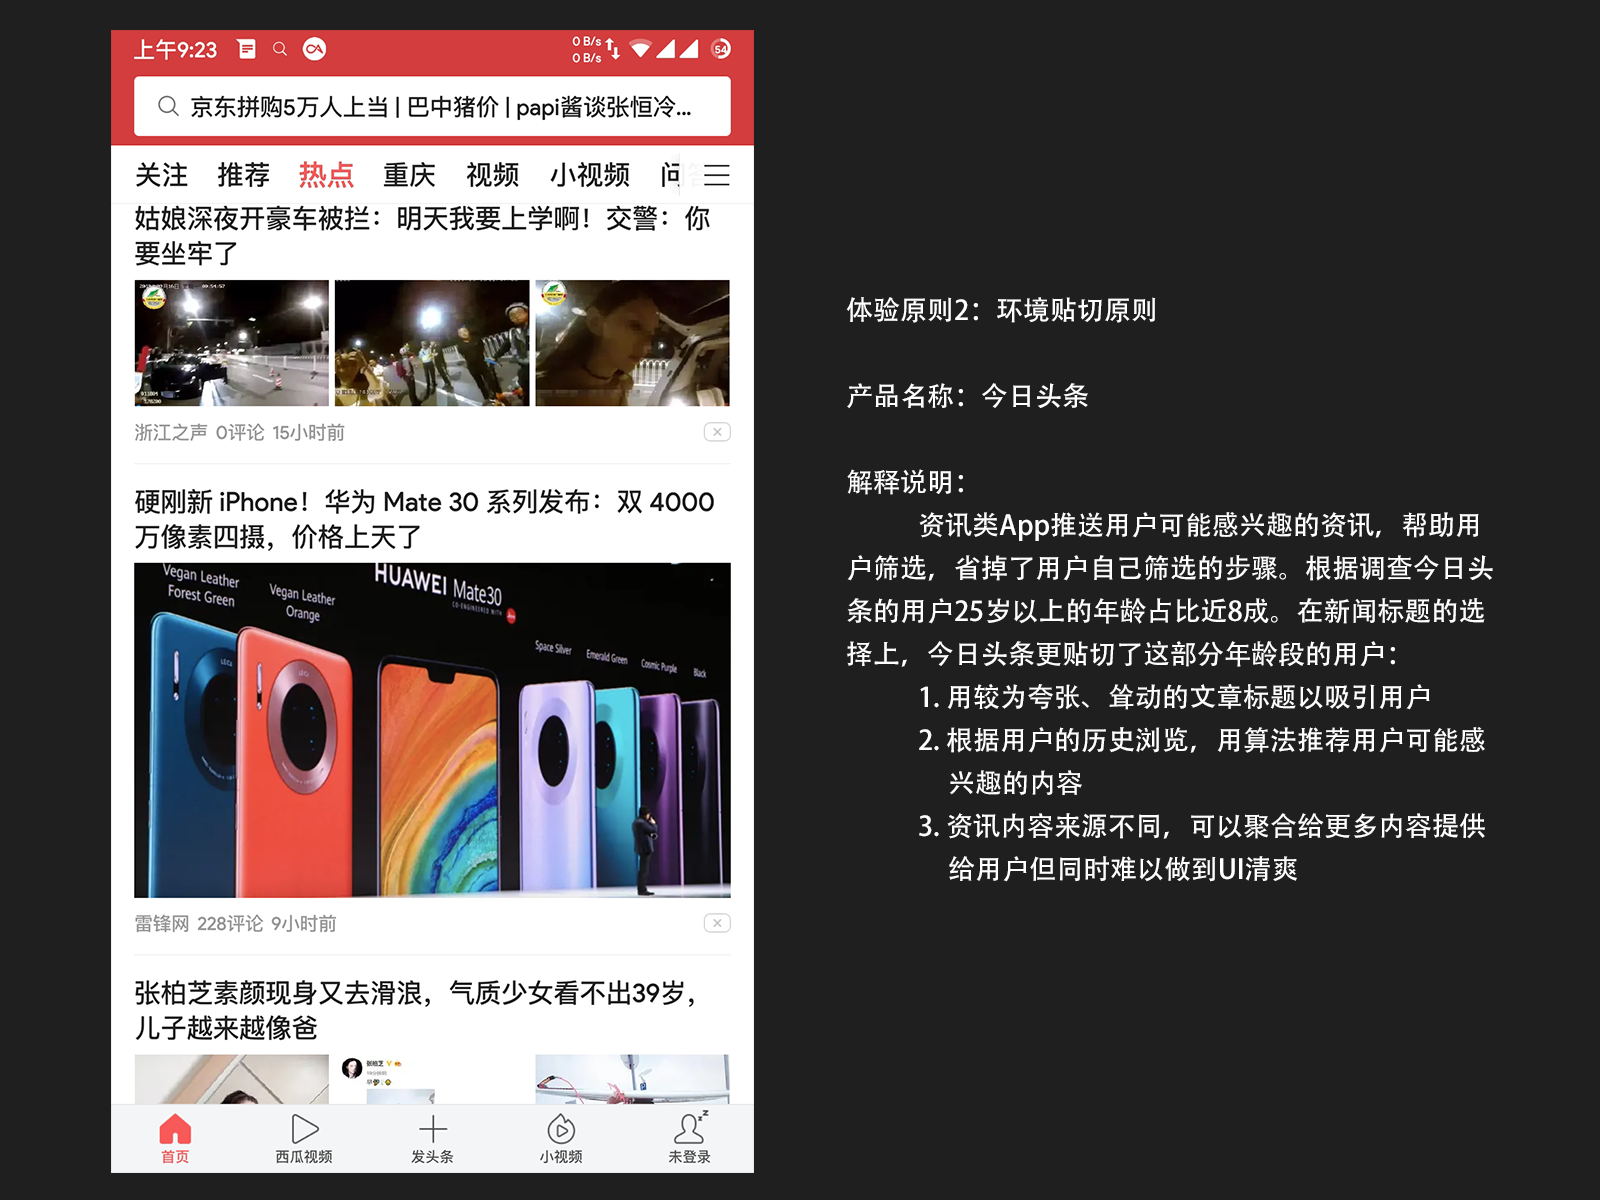 上午9:23
0 B/s
0 B/s
54
京东拼购5万人上当 | 巴中猪价 | papi酱谈张恒冷...
关注 推荐 热点 重庆 视频 小视频 问答
姑娘深夜开豪车被拦：明天我要上学啊！交警：你
要坐牢了
浙江之声 0评论 15小时前
硬刚新 iPhone！华为 Mate 30 系列发布：双 4000
万像素四摄，价格上天了
HUAWEI Mate30
CO-ENGINEERED WITH
Vegan Leather
Forest Green
Vegan Leather
Orange
Space Silver
Emerald Green
Cosmic Purple
Black
雷锋网 228评论 9小时前
张柏芝素颜现身又去滑浪，气质少女看不出39岁，
儿子越来越像爸
张柏芝
首页 西瓜视频 发头条 小视频 未登录
体验原则2：环境贴切原则
产品名称：今日头条
解释说明：
资讯类App推送用户可能感兴趣的资讯，帮助用
户筛选，省掉了用户自己筛选的步骤。根据调查今日头
条的用户25岁以上的年龄占比近8成。在新闻标题的选
择上，今日头条更贴切了这部分年龄段的用户：
1. 用较为夸张、耸动的文章标题以吸引用户
2. 根据用户的历史浏览，用算法推荐用户可能感
兴趣的内容
3. 资讯内容来源不同，可以聚合给更多内容提供
给用户但同时难以做到UI清爽